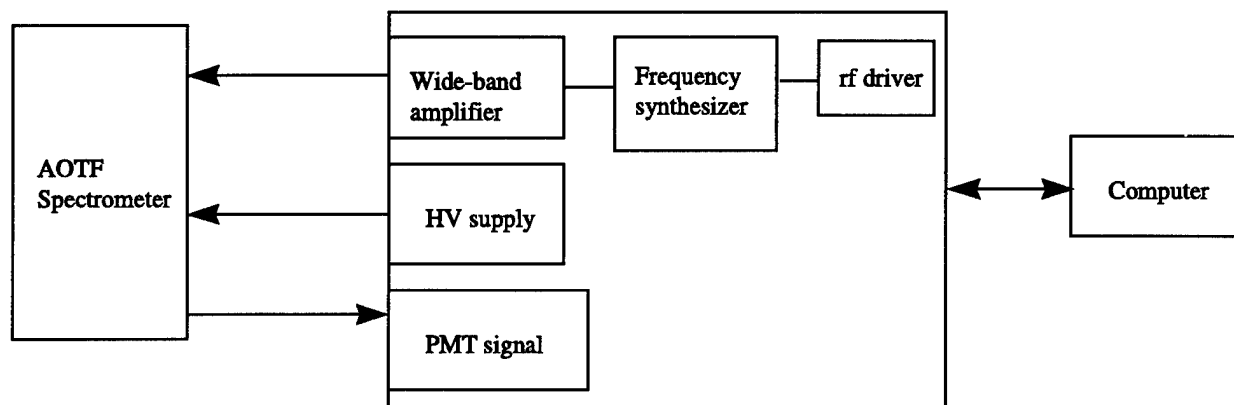 Wide-band
amplifier
Frequency
synthesizer
rf driver
AOTF
Spectrometer
Computer
HV supply
PMT signal